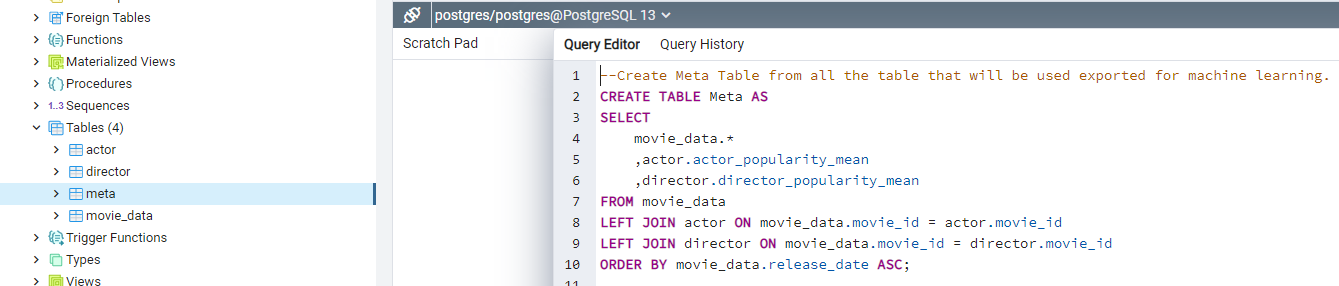 Foreign Tables
Functions
Materialized Views
Procedures
1..3 Sequences
Tables (4)
actor
director
meta
movie_data
Trigger Functions
Types
Views
postgres/postgres@PostgreSQL 13
Scratch Pad
Query Editor Query History
1 --Create Meta Table from all the table that will be used exported for machine learning.
2 CREATE TABLE Meta AS
3 SELECT
4 movie_data.*
5 ,actor.actor_popularity_mean
6 ,director.director_popularity_mean
7 FROM movie_data
8 LEFT JOIN actor ON movie_data.movie_id = actor.movie_id
9 LEFT JOIN director ON movie_data.movie_id = director.movie_id
10 ORDER BY movie_data.release_date ASC;
11